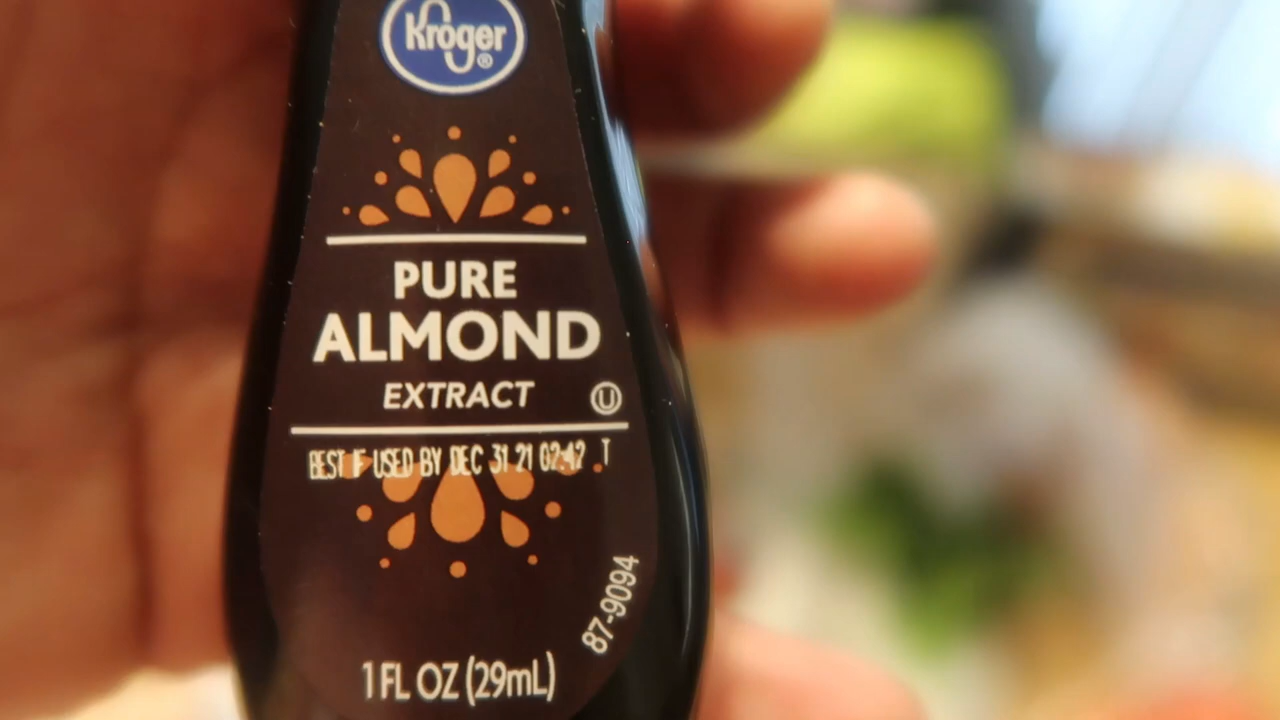 Kroger®
PURE
ALMOND
EXTRACT
U
BEST IF USED BY DEC 31 21 02:42 T
87-9094
1 FL OZ (29mL)